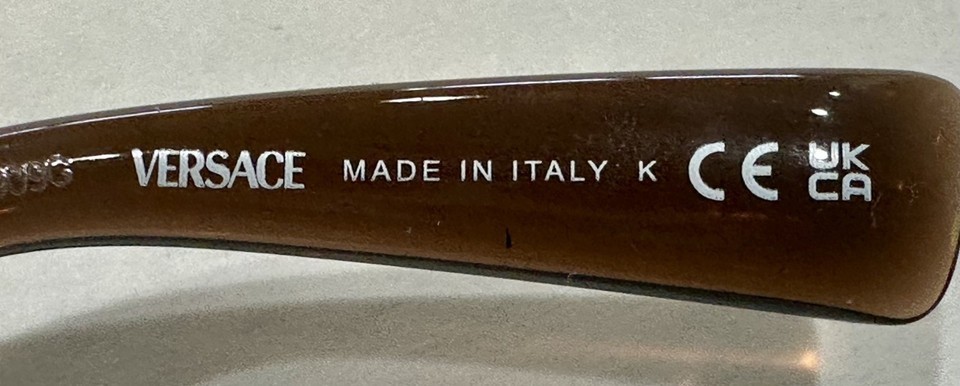 VERSACE MADE IN ITALY K CE UK
CA